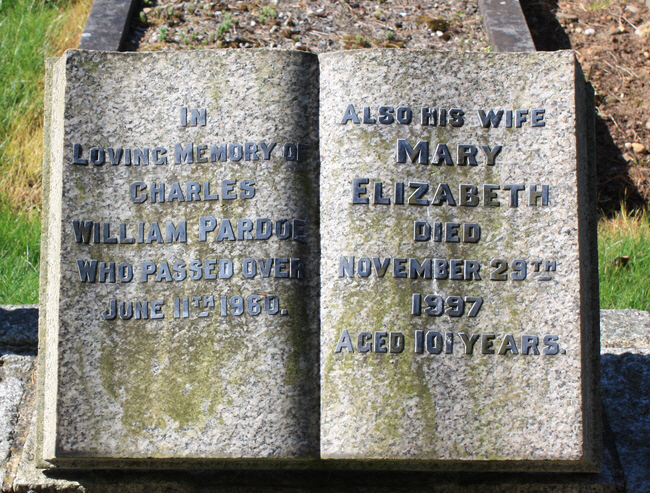 IN
LOVING MEMORY OF
CHARLES
WILLIAM PARDOE
WHO PASSED OVER
JUNE 11TH 1960.
ALSO HIS WIFE
MARY
ELIZABETH
DIED
NOVEMBER 29TH
1997
AGED 101 YEARS.